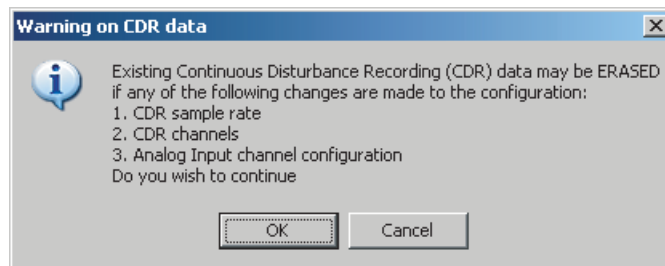 Warning on CDR data
Existing Continuous Disturbance Recording (CDR) data may be ERASED
if any of the following changes are made to the configuration:
1. CDR sample rate
2. CDR channels
3. Analog Input channel configuration
Do you wish to continue
OK
Cancel